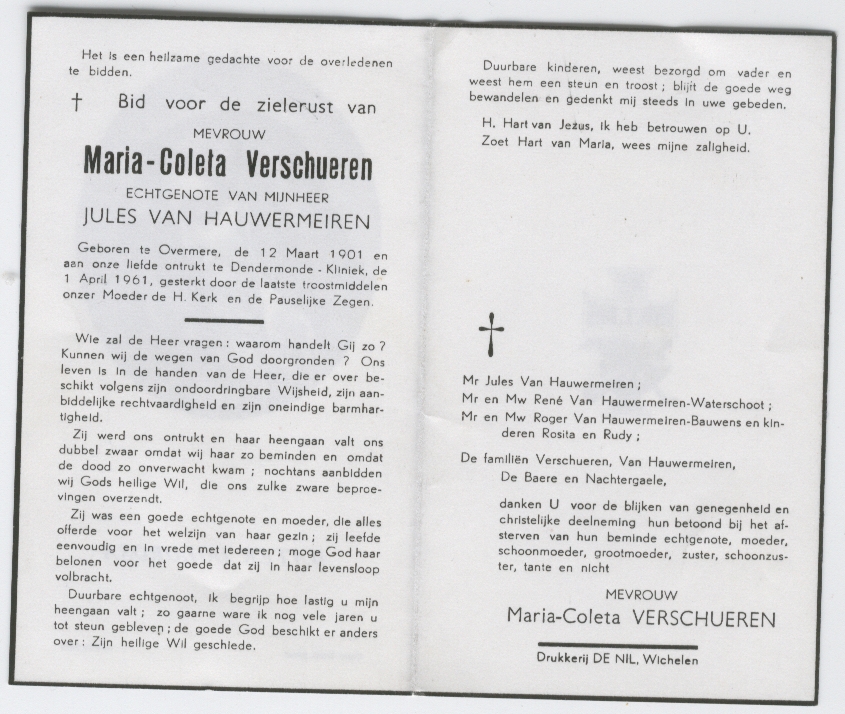 Het is een heilzame gedachte voor de overledenen
te bidden.
† Bid voor de zielerust van
MEVROUW
Maria-Coleta Verschueren
ECHTGENOTE VAN MIJNHEER
JULES VAN HAUWERMEIREN
Geboren te Overmere, de 12 Maart 1901 en
aan onze liefde ontrukt te Dendermonde - Kliniek, de
1 April 1961, gesterkt door de laatste troostmiddelen
onzer Moeder de H. Kerk en de Pauselijke Zegen.
Wie zal de Heer vragen : waarom handelt Gij zo ?
Kunnen wij de wegen van God doorgronden ? Ons
leven is in de handen van de Heer, die er over be-
schikt volgens zijn ondoordringbare Wijsheid, zijn aan-
biddelijke rechtvaardigheid en zijn oneindige barmhar-
tigheid.
Zij werd ons ontrukt en haar heengaan valt ons
dubbel zwaar omdat wij haar zo beminden en omdat
de dood zo onverwacht kwam ; nochtans aanbidden
wij Gods heilige Wil, die ons zulke zware beproe-
vingen overzendt.
Zij was een goede echtgenote en moeder, die alles
offerde voor het welzijn van haar gezin ; zij leefde
eenvoudig en in vrede met iedereen ; moge God haar
belonen voor het goede dat zij in haar levensloop
volbracht.
Duurbare echtgenoot, ik begrijp hoe lastig u mijn
heengaan valt ; zo gaarne ware ik nog vele jaren u
tot steun gebleven ; de goede God beschikt er anders
over : Zijn heilige Wil geschiede.
Duurbare kinderen, weest bezorgd om vader en
weest hem een steun en troost ; blijft de goede weg
bewandelen en gedenkt mij steeds in uwe gebeden.
H. Hart van Jezus, ik heb betrouwen op U.
Zoet Hart van Maria, wees mijne zaligheid.
Mr Jules Van Hauwermeiren ;
Mr en Mw René Van Hauwermeiren-Waterschoot ;
Mr en Mw Roger Van Hauwermeiren-Bauwens en kin-
deren Rosita en Rudy ;
De familiën Verschueren, Van Hauwermeiren,
De Baere en Nachtergaele,
danken U voor de blijken van genegenheid en
christelijke deelneming hun betoond bij het af-
sterven van hun beminde echtgenote, moeder,
schoonmoeder, grootmoeder, zuster, schoonzus-
ter, tante en nicht
MEVROUW
Maria-Coleta VERSCHUEREN
Drukkerij DE NIL, Wichelen